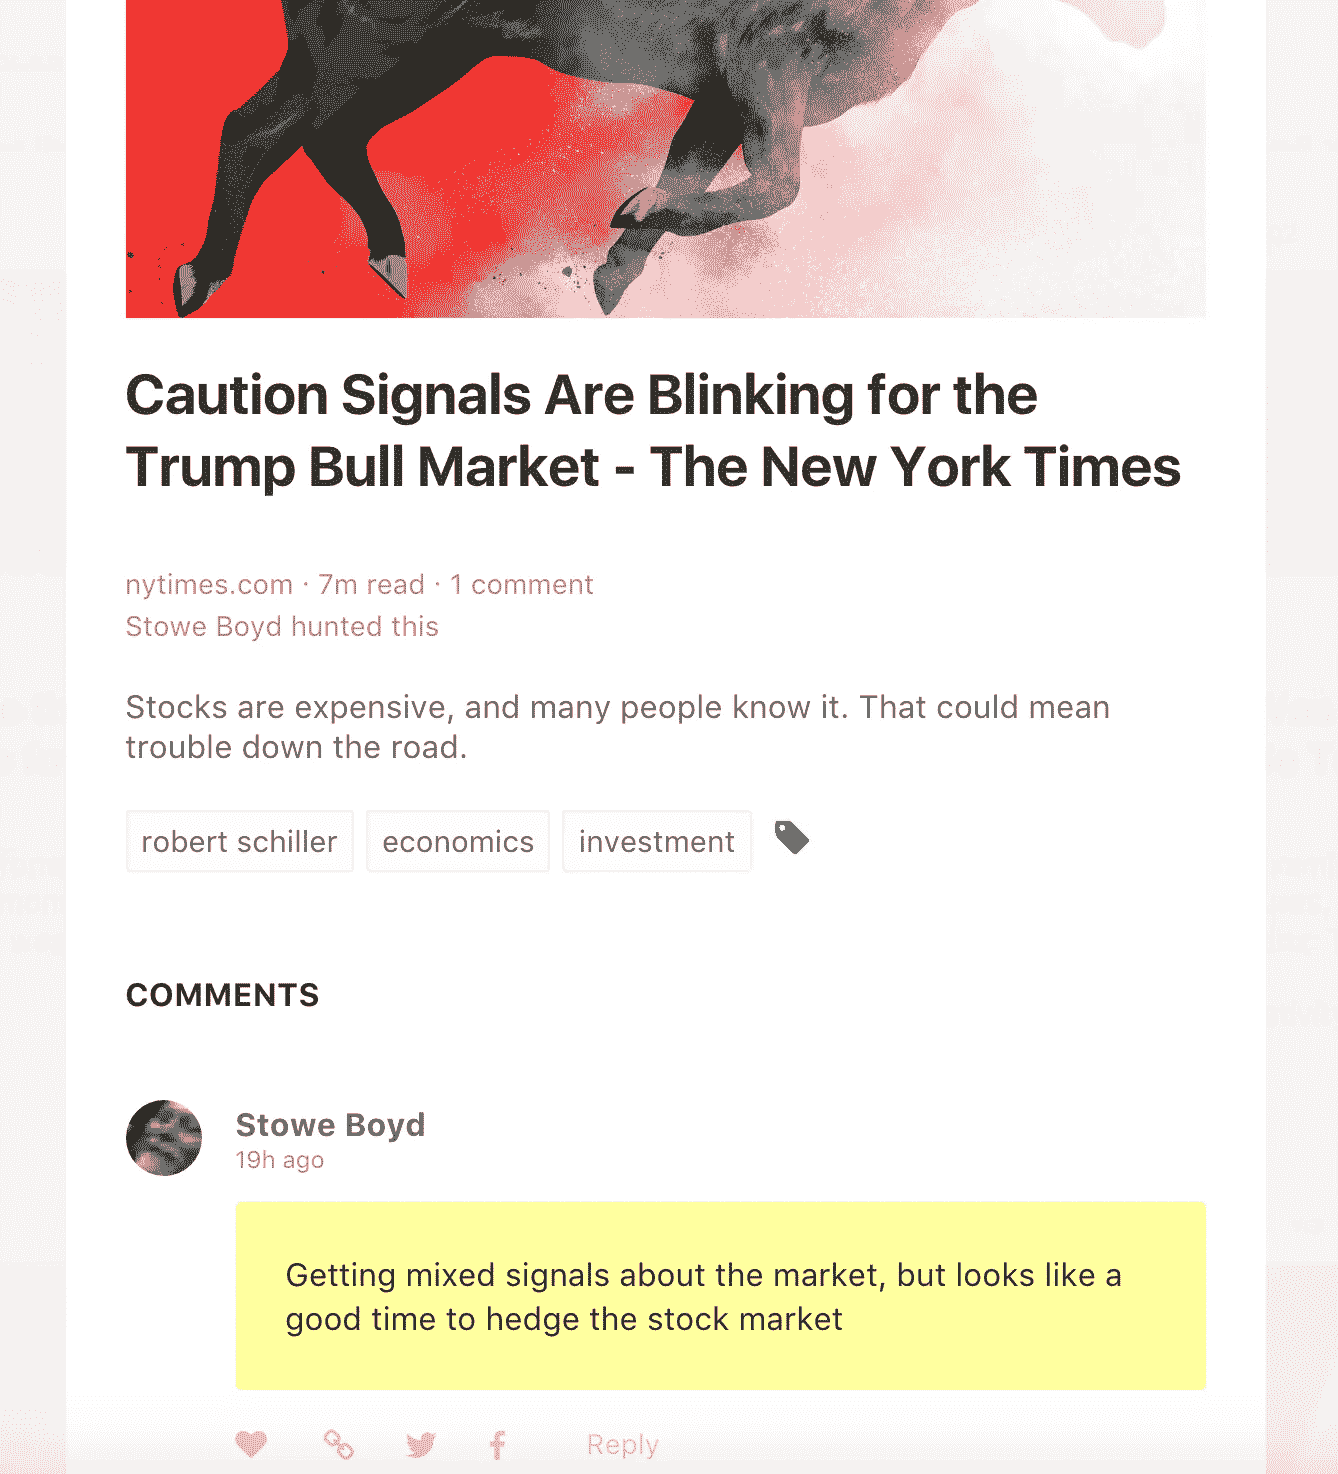 Caution Signals Are Blinking for the
Trump Bull Market - The New York Times
nytimes.com · 7m read · 1 comment
Stowe Boyd hunted this
Stocks are expensive, and many people know it. That could mean
trouble down the road.
robert schiller economics investment
COMMENTS
Stowe Boyd
19h ago
Getting mixed signals about the market, but looks like a
good time to hedge the stock market
Reply